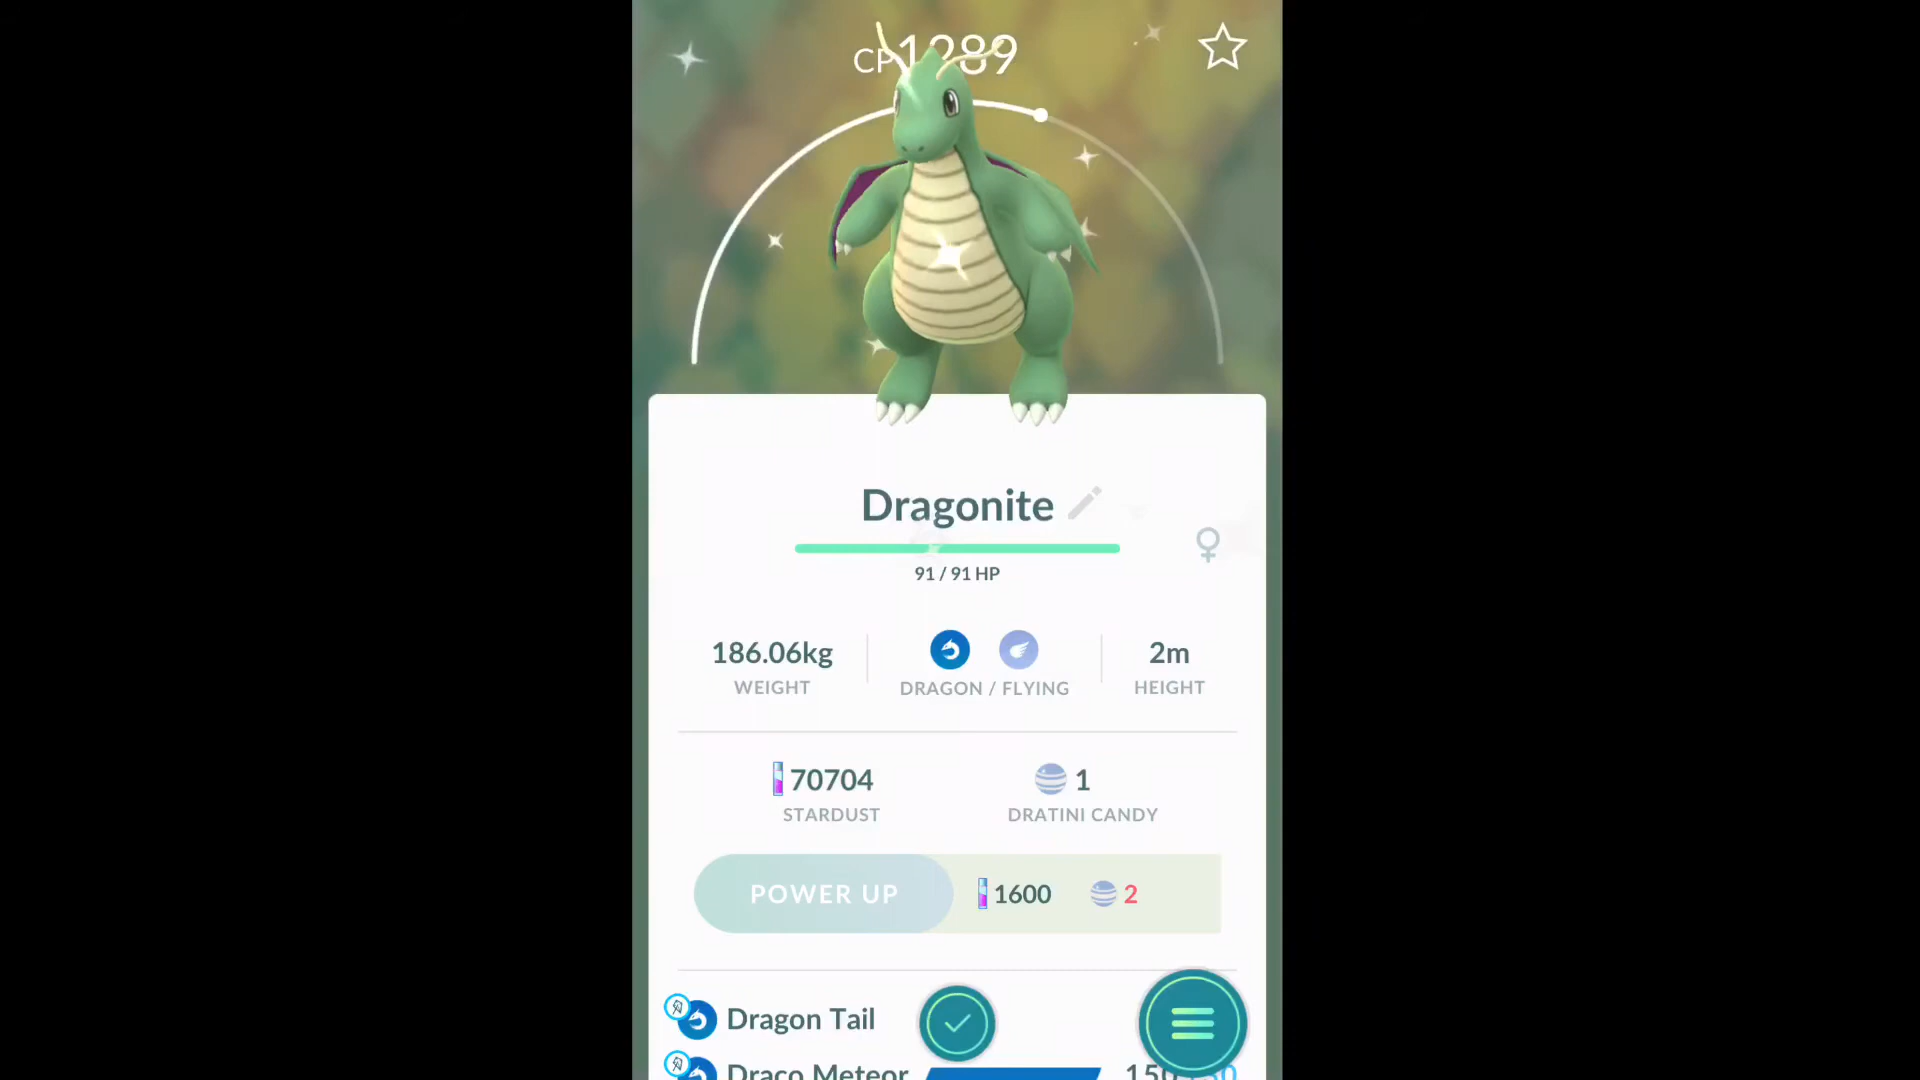 CP1289
Dragonite
91 / 91 HP
186.06kg
WEIGHT
DRAGON / FLYING
2m
HEIGHT
70704
STARDUST
1
DRATINI CANDY
POWER UP
1600
2
Dragon Tail
Draco Meteor
150